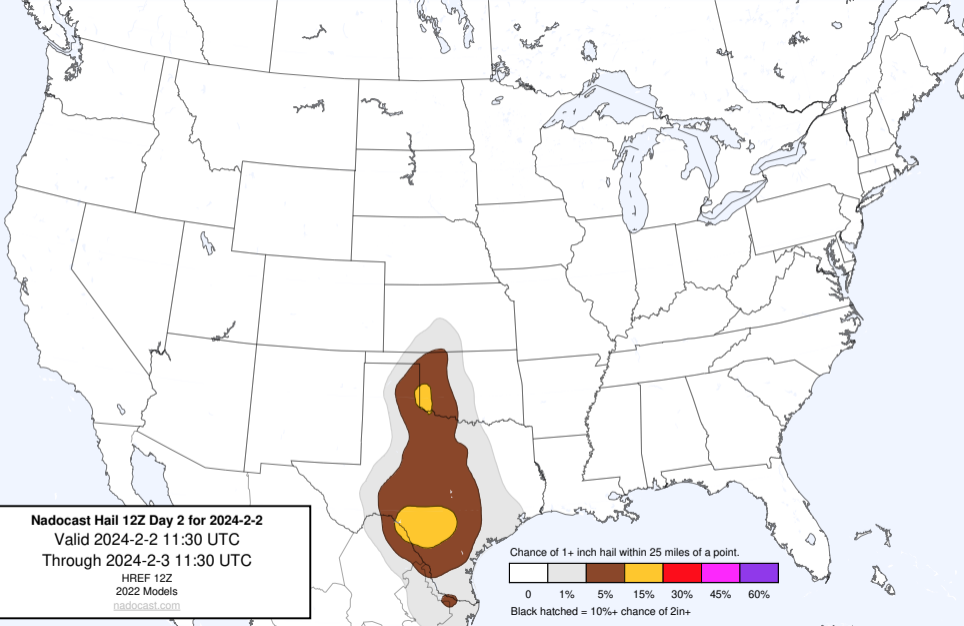 Nadocast Hail 12Z Day 2 for 2024-2-2
Valid 2024-2-2 11:30 UTC
Through 2024-2-3 11:30 UTC
HREF 12Z
2022 Models
nadocast.com
Chance of 1+ inch hail within 25 miles of a point.
0 1% 5% 15% 30% 45% 60%
Black hatched = 10%+ chance of 2in+